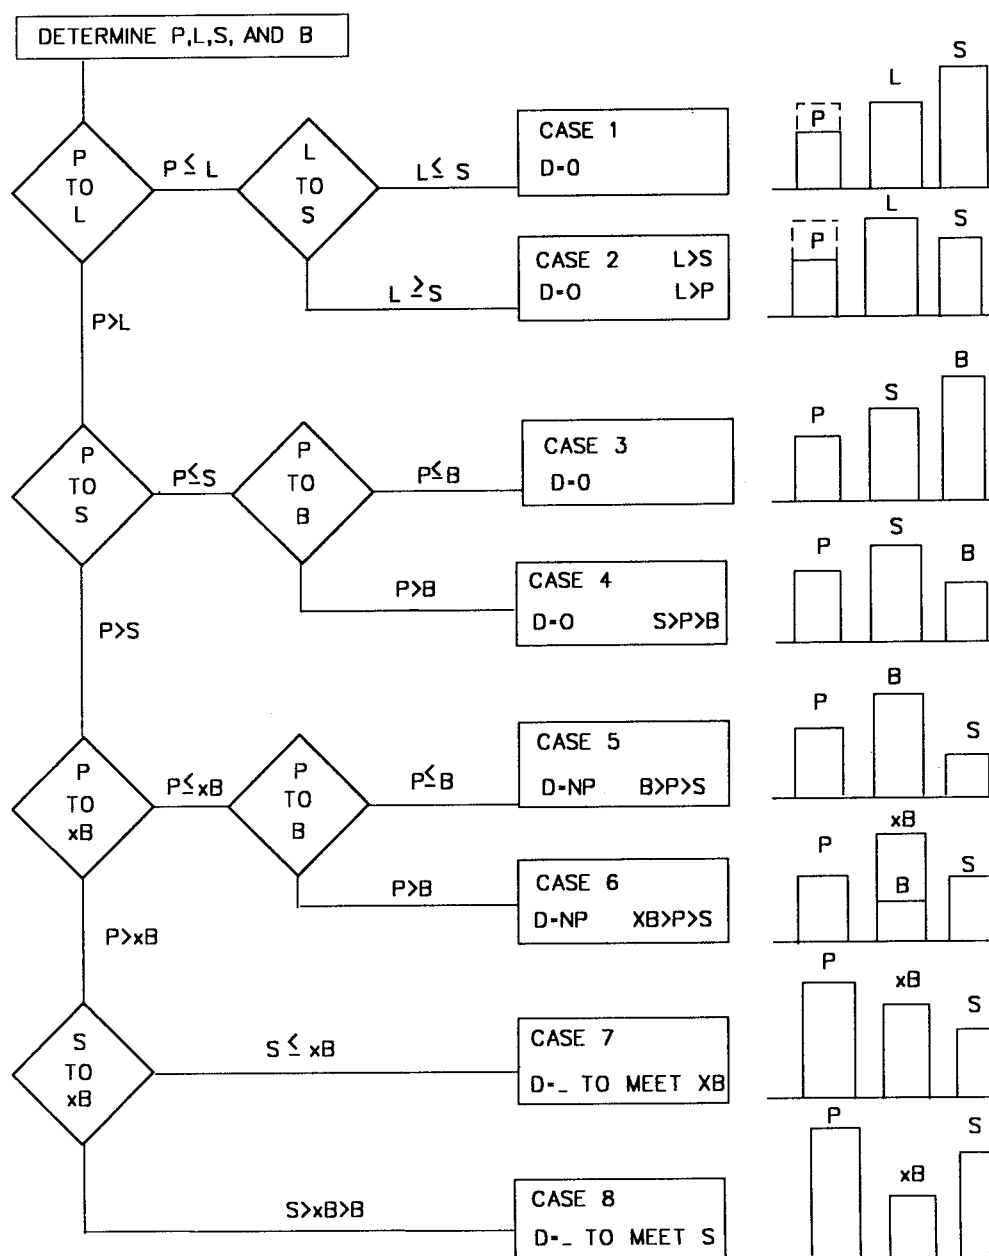 DETERMINE P,L,S, AND B
P
TO
L
P ≤ L
L
TO
S
L ≤ S
CASE 1
D=0
P
L
S
L ≥ S
CASE 2 L>S
D=0 L>P
P
L
S
P>L
P
TO
S
P≤S
P
TO
B
P≤B
CASE 3
D=0
P
S
B
P>B
CASE 4
D=0 S>P>B
P
S
B
P>S
P
TO
xB
P≤xB
P
TO
B
P≤B
CASE 5
D=NP B>P>S
P
B
S
P>B
CASE 6
D=NP XB>P>S
P
xB
B
S
P>xB
S
TO
xB
S ≤ xB
CASE 7
D=_ TO MEET XB
P
xB
S
S>xB>B
CASE 8
D=_ TO MEET S
P
xB
S